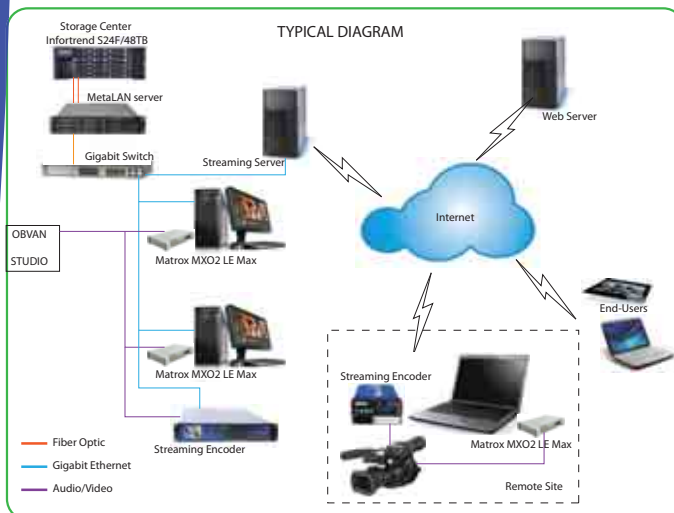 TYPICAL DIAGRAM
Storage Center
Infortrend S24F/48TB
MetaLAN server
Gigabit Switch
Streaming Server
Web Server
Internet
OBVAN
STUDIO
Matrox MXO2 LE Max
Matrox MXO2 LE Max
Streaming Encoder
End-Users
Streaming Encoder
Matrox MXO2 LE Max
Remote Site
Fiber Optic
Gigabit Ethernet
Audio/Video